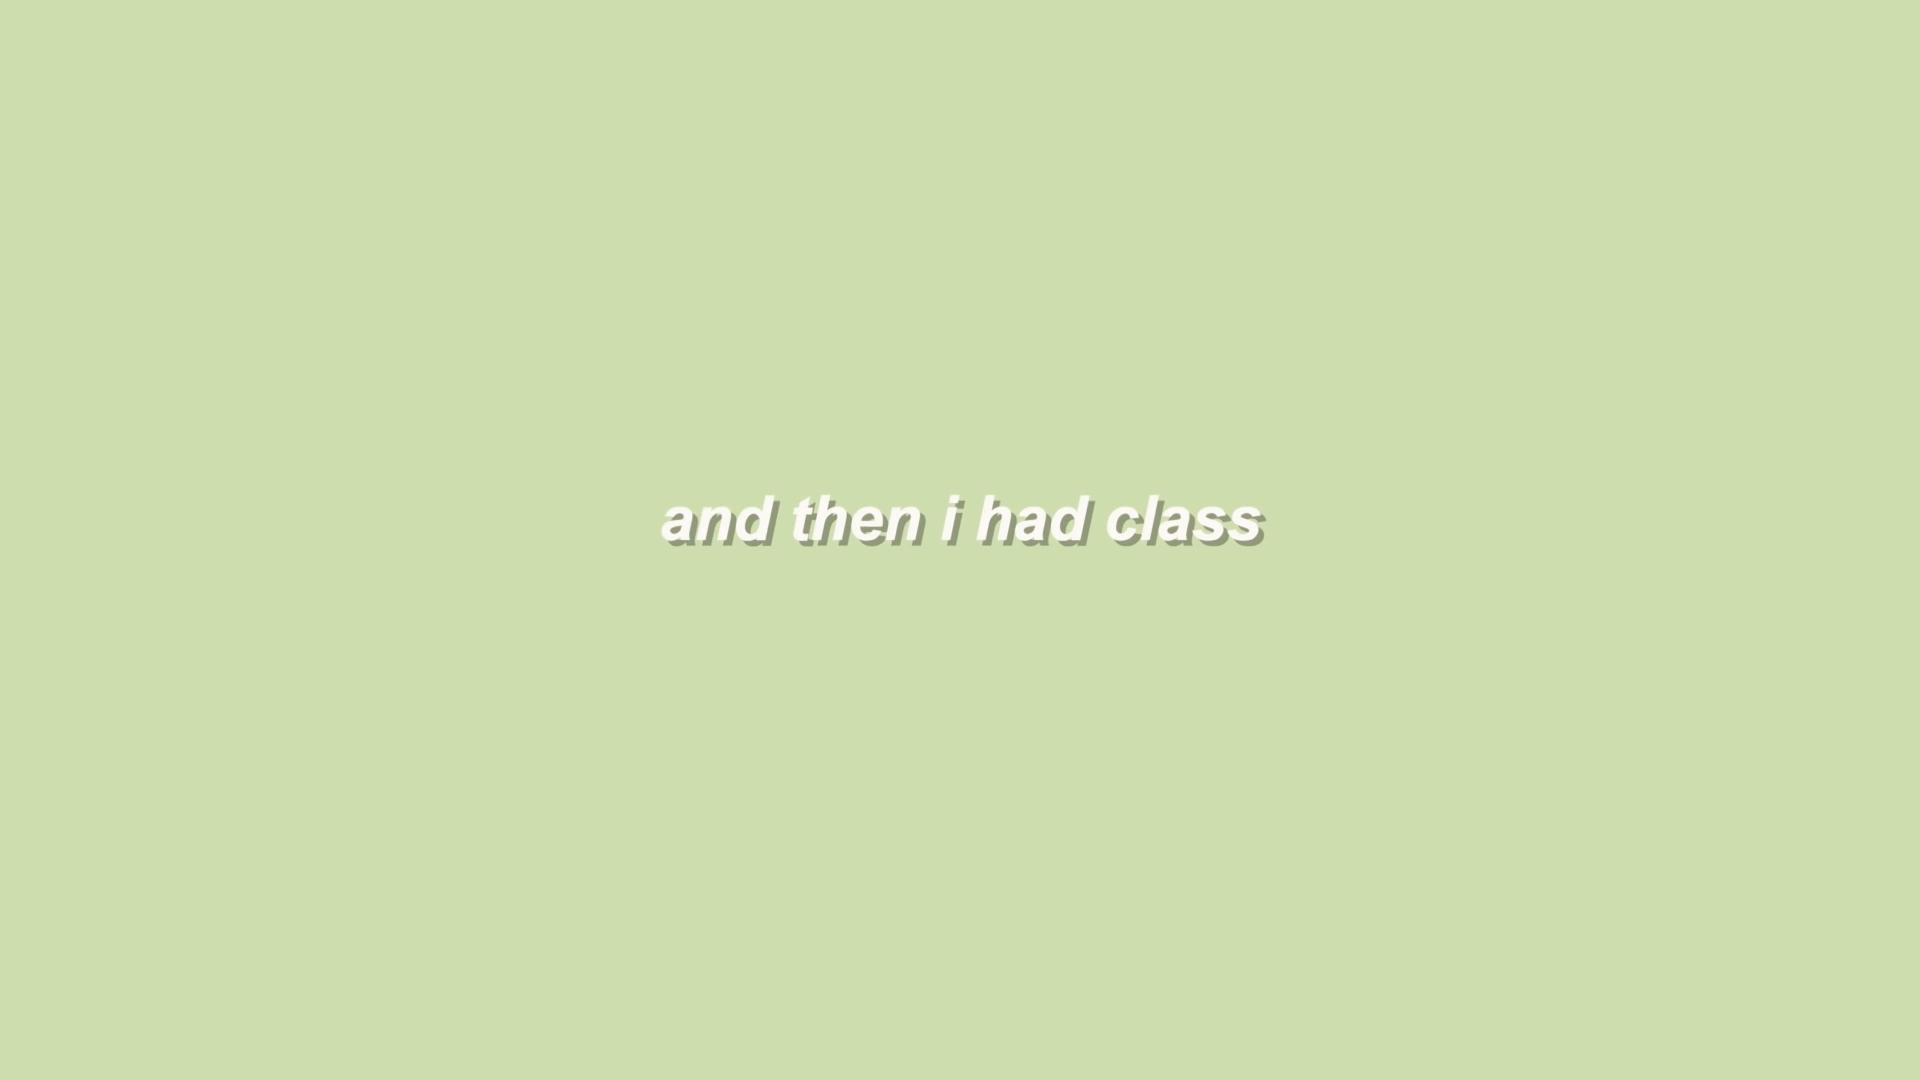 and then i had class